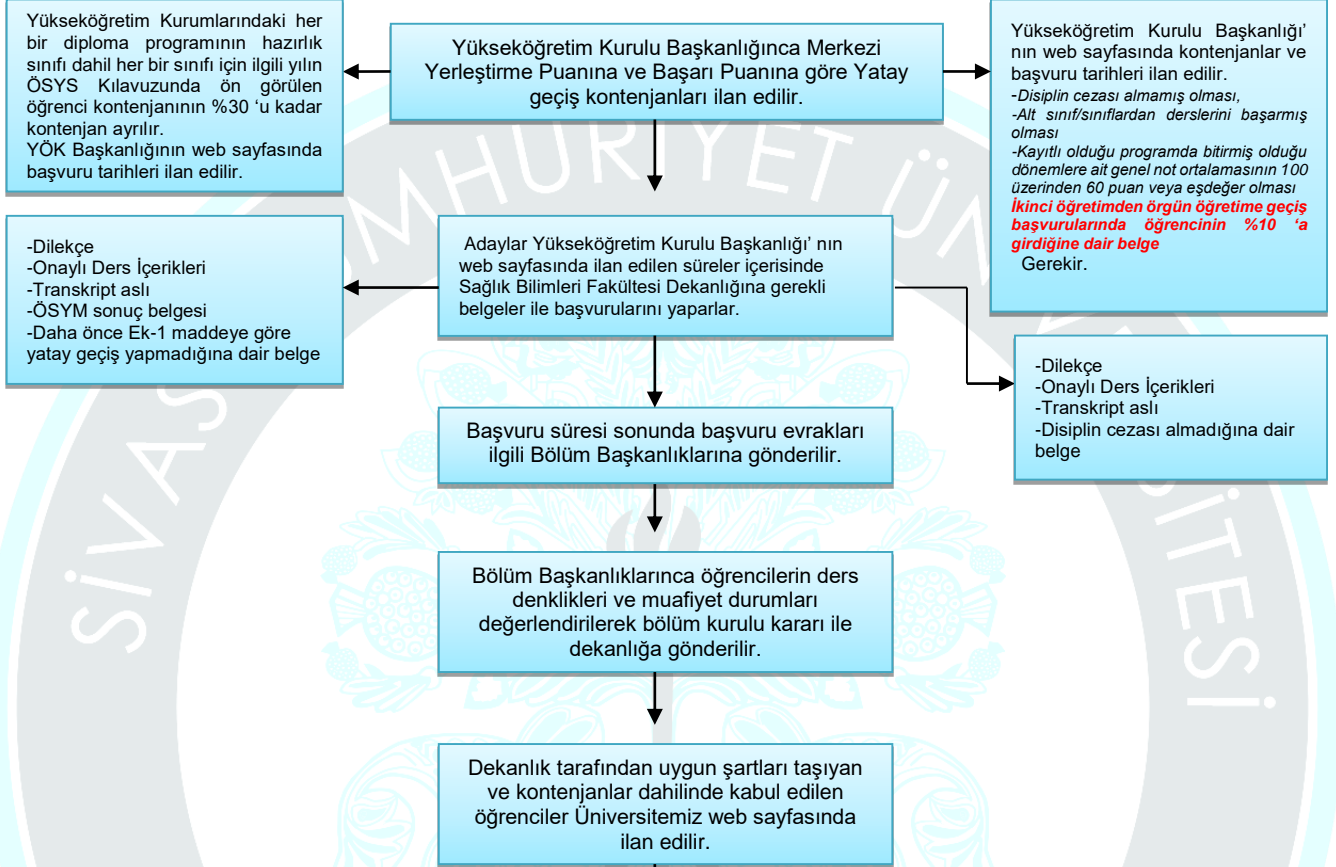 Yükseköğretim Kurumlarındaki her
bir diploma programının hazırlık
sınıfı dahil her bir sınıfı için ilgili yılın
ÖSYS Kılavuzunda ön görülen
öğrenci kontenjanının %30 ‘u kadar
kontenjan ayrılır.
YÖK Başkanlığının web sayfasında
başvuru tarihleri ilan edilir.
Yükseköğretim Kurulu Başkanlığınca Merkezi
Yerleştirme Puanına ve Başarı Puanına göre Yatay
geçiş kontenjanları ilan edilir.
Yükseköğretim Kurulu Başkanlığı’
nın web sayfasında kontenjanlar ve
başvuru tarihleri ilan edilir.
-Disiplin cezası almamış olması,
-Alt sınıf/sınıflardan derslerini başarmış
olması
-Kayıtlı olduğu programda bitirmiş olduğu
dönemlere ait genel not ortalamasının 100
üzerinden 60 puan veya eşdeğer olması
İkinci öğretimden örgün öğretime geçiş
başvurularında öğrencinin %10 ‘a
girdiğine dair belge
Gerekir.
-Dilekçe
-Onaylı Ders İçerikleri
-Transkript aslı
-ÖSYM sonuç belgesi
-Daha önce Ek-1 maddeye göre
yatay geçiş yapmadığına dair belge
Adaylar Yükseköğretim Kurulu Başkanlığı’ nın
web sayfasında ilan edilen süreler içerisinde
Sağlık Bilimleri Fakültesi Dekanlığına gerekli
belgeler ile başvurularını yaparlar.
-Dilekçe
-Onaylı Ders İçerikleri
-Transkript aslı
-Disiplin cezası almadığına dair
belge
Başvuru süresi sonunda başvuru evrakları
ilgili Bölüm Başkanlıklarına gönderilir.
Bölüm Başkanlıklarınca öğrencilerin ders
denklikleri ve muafiyet durumları
değerlendirilerek bölüm kurulu kararı ile
dekanlığa gönderilir.
Dekanlık tarafından uygun şartları taşıyan
ve kontenjanlar dahilinde kabul edilen
öğrenciler Üniversitemiz web sayfasında
ilan edilir.